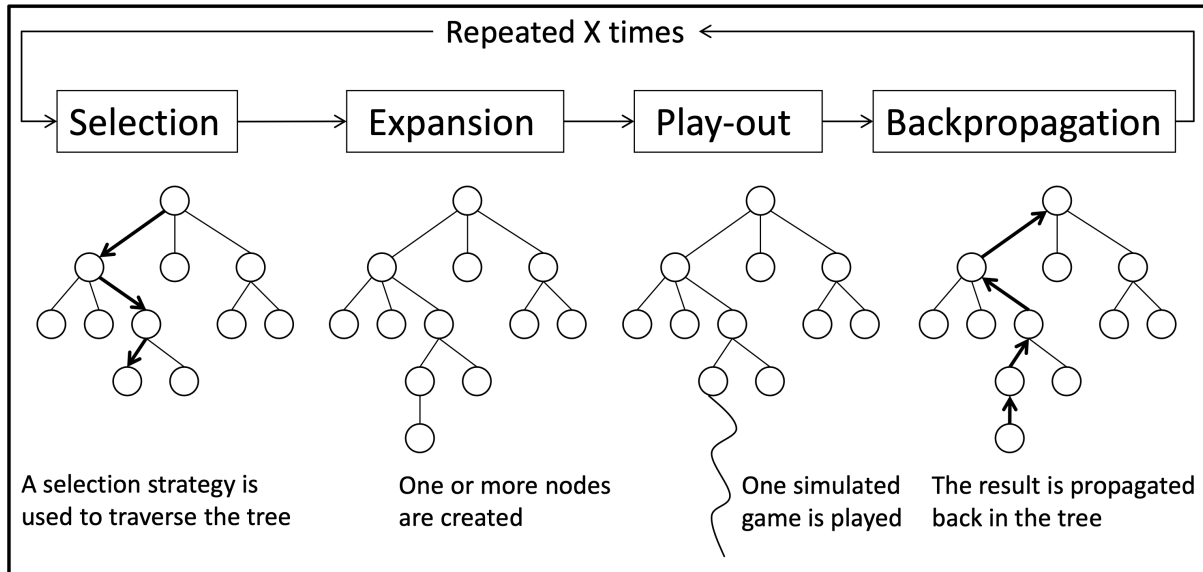 Repeated X times
Selection
Expansion
Play-out
Backpropagation
A selection strategy is
used to traverse the tree
One or more nodes
are created
One simulated
game is played
The result is propagated
back in the tree